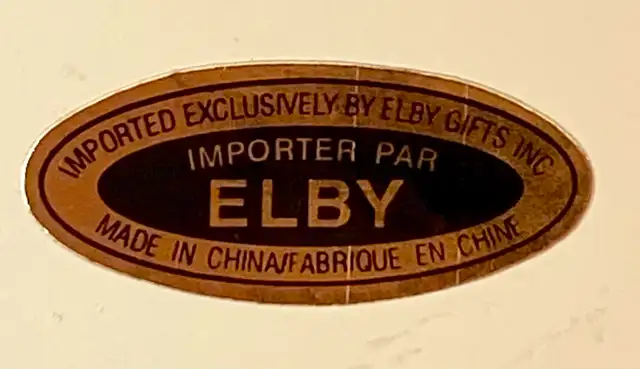 IMPORTED EXCLUSIVELY BY ELBY GIFTS INC
IMPORTER PAR
ELBY
MADE IN CHINA/FABRIQUE EN CHINE